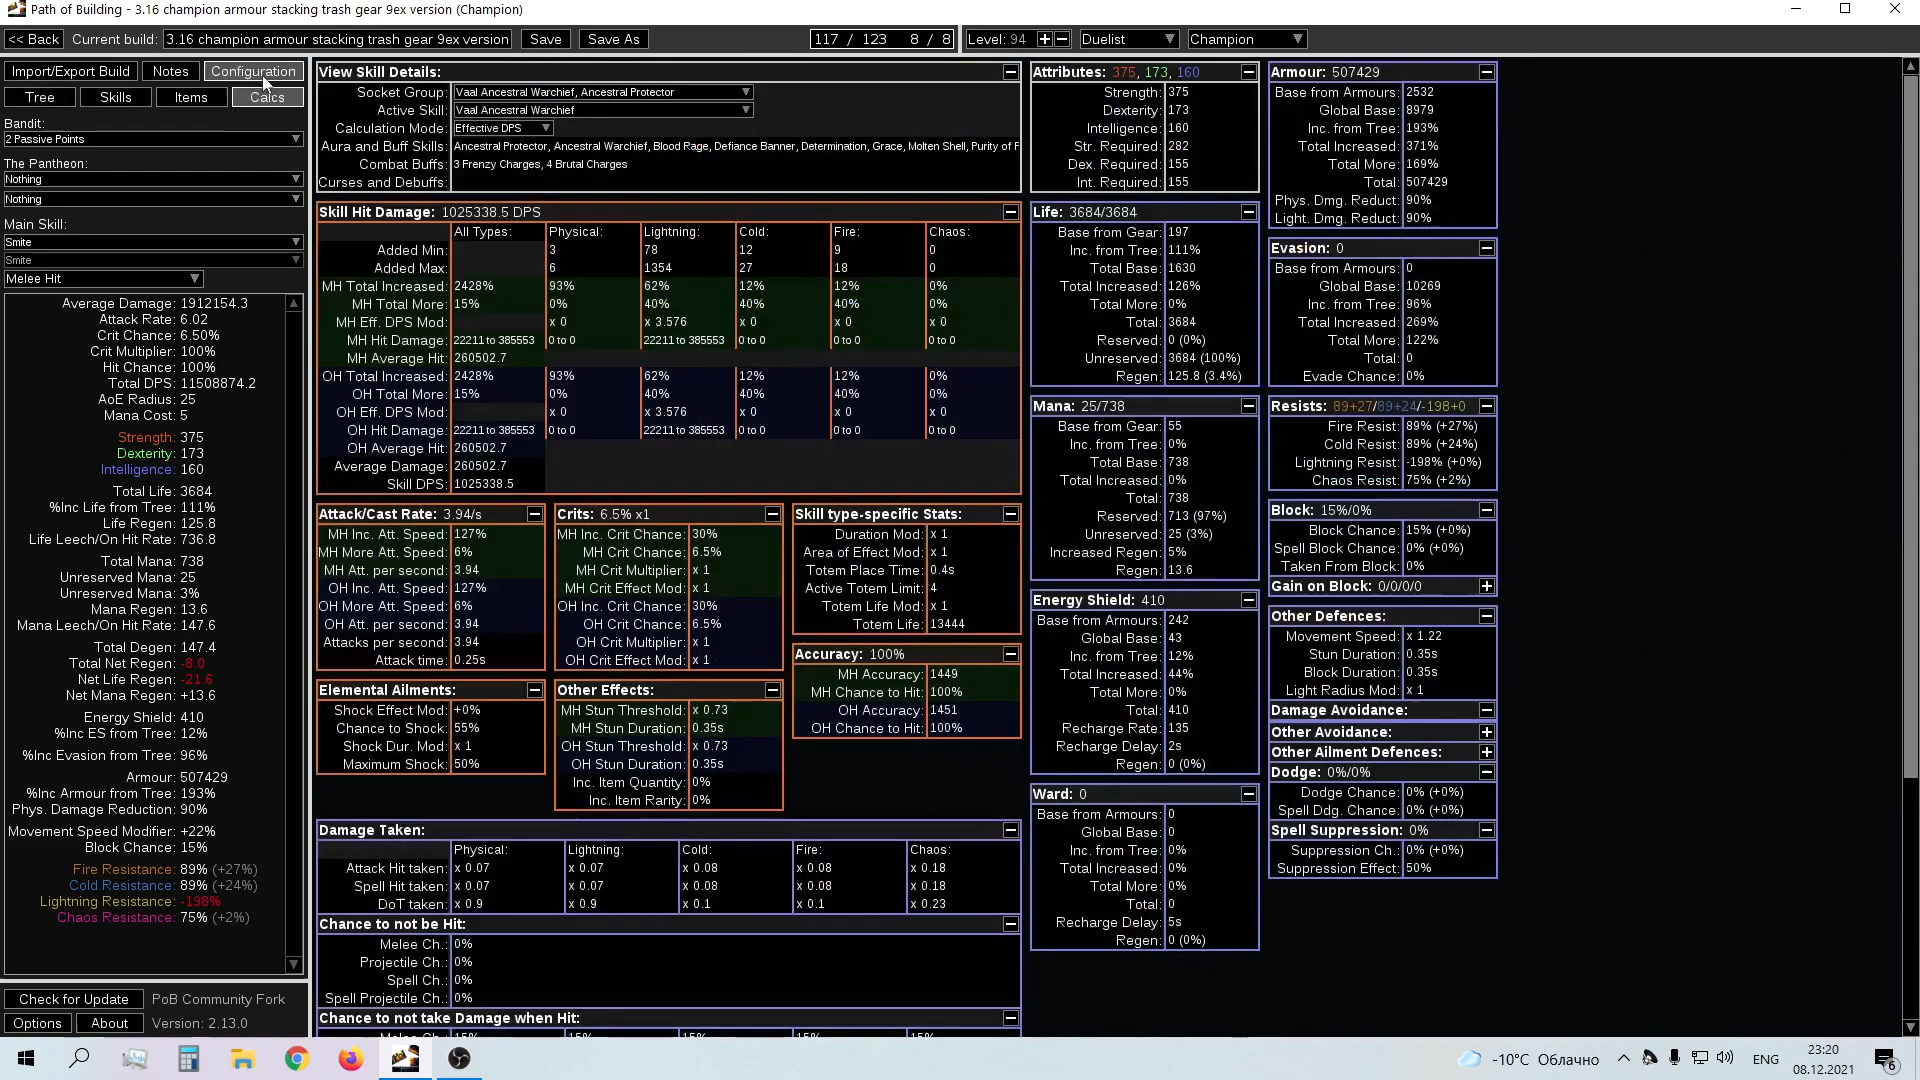 Path of Building - 3.16 champion armour stacking trash gear 9ex version (Champion)
<< Back Current build: 3.16 champion armour stacking trash gear 9ex version Save Save As 117 / 123 8 / 8 Level: 94 Duelist Champion
Import/Export Build Notes Configuration
Tree Skills Items Calcs
Bandit:
2 Passive Points
The Pantheon:
Nothing
Nothing
Main Skill:
Smite
Smite
Melee Hit
Average Damage: 1912154.3
Attack Rate: 6.02
Crit Chance: 6.50%
Crit Multiplier: 100%
Hit Chance: 100%
Total DPS: 11508874.2
AoE Radius: 25
Mana Cost: 5
Strength: 375
Dexterity: 173
Intelligence: 160
Total Life: 3684
%Inc Life from Tree: 111%
Life Regen: 125.8
Life Leech/On Hit Rate: 736.8
Total Mana: 738
Unreserved Mana: 25
Unreserved Mana: 3%
Mana Regen: 13.6
Mana Leech/On Hit Rate: 147.6
Total Degen: 147.4
Total Net Regen: -8.0
Net Life Regen: -21.6
Net Mana Regen: +13.6
Energy Shield: 410
%Inc ES from Tree: 12%
%Inc Evasion from Tree: 96%
Armour: 507429
%Inc Armour from Tree: 193%
Phys. Damage Reduction: 90%
Movement Speed Modifier: +22%
Block Chance: 15%
Fire Resistance: 89% (+27%)
Cold Resistance: 89% (+24%)
Lightning Resistance: -198%
Chaos Resistance: 75% (+2%)
Check for Update PoB Community Fork
Options About Version: 2.13.0
View Skill Details:
Socket Group: Vaal Ancestral Warchief, Ancestral Protector
Active Skill: Vaal Ancestral Warchief
Calculation Mode: Effective DPS
Aura and Buff Skills: Ancestral Protector, Ancestral Warchief, Blood Rage, Defiance Banner, Determination, Grace, Molten Shell, Purity of F
Combat Buffs: 3 Frenzy Charges, 4 Brutal Charges
Curses and Debuffs:
Skill Hit Damage: 1025338.5 DPS
All Types: Physical: Lightning: Cold: Fire: Chaos:
Added Min: 3 78 12 9 0
Added Max: 6 1354 27 18 0
MH Total Increased: 2428% 93% 62% 12% 12% 0%
MH Total More: 15% 0% 40% 40% 40% 0%
MH Eff. DPS Mod: x 0 x 3.576 x 0 x 0 x 0
MH Hit Damage: 22211 to 385553 0 to 0 22211 to 385553 0 to 0 0 to 0 0 to 0
MH Average Hit: 260502.7
OH Total Increased: 2428% 93% 62% 12% 12% 0%
OH Total More: 15% 0% 40% 40% 40% 0%
OH Eff. DPS Mod: x 0 x 3.576 x 0 x 0 x 0
OH Hit Damage: 22211 to 385553 0 to 0 22211 to 385553 0 to 0 0 to 0 0 to 0
OH Average Hit: 260502.7
Average Damage: 260502.7
Skill DPS: 1025338.5
Attack/Cast Rate: 3.94/s
MH Inc. Att. Speed: 127%
MH More Att. Speed: 6%
MH Att. per second: 3.94
OH Inc. Att. Speed: 127%
OH More Att. Speed: 6%
OH Att. per second: 3.94
Attacks per second: 3.94
Attack time: 0.25s
Crits: 6.5% x1
MH Inc. Crit Chance: 30%
MH Crit Chance: 6.5%
MH Crit Multiplier: x 1
MH Crit Effect Mod: x 1
OH Inc. Crit Chance: 30%
OH Crit Chance: 6.5%
OH Crit Multiplier: x 1
OH Crit Effect Mod: x 1
Skill type-specific Stats:
Duration Mod: x 1
Area of Effect Mod: x 1
Totem Place Time: 0.4s
Active Totem Limit: 4
Totem Life Mod: x 1
Totem Life: 13444
Accuracy: 100%
MH Accuracy: 1449
MH Chance to Hit: 100%
OH Accuracy: 1451
OH Chance to Hit: 100%
Elemental Ailments:
Shock Effect Mod: +0%
Chance to Shock: 55%
Shock Dur. Mod: x 1
Maximum Shock: 50%
Other Effects:
MH Stun Threshold: x 0.73
MH Stun Duration: 0.35s
OH Stun Threshold: x 0.73
OH Stun Duration: 0.35s
Inc. Item Quantity: 0%
Inc. Item Rarity: 0%
Damage Taken:
Physical: Lightning: Cold: Fire: Chaos:
Attack Hit taken: x 0.07 x 0.07 x 0.08 x 0.08 x 0.18
Spell Hit taken: x 0.07 x 0.07 x 0.08 x 0.08 x 0.18
DoT taken: x 0.9 x 0.9 x 0.1 x 0.1 x 0.23
Chance to not be Hit:
Melee Ch.: 0%
Projectile Ch.: 0%
Spell Ch.: 0%
Spell Projectile Ch.: 0%
Chance to not take Damage when Hit:
Attributes: 375, 173, 160
Strength: 375
Dexterity: 173
Intelligence: 160
Str. Required: 282
Dex. Required: 155
Int. Required: 155
Life: 3684/3684
Base from Gear: 197
Inc. from Tree: 111%
Total Base: 1630
Total Increased: 126%
Total More: 0%
Total: 3684
Reserved: 0 (0%)
Unreserved: 3684 (100%)
Regen: 125.8 (3.4%)
Mana: 25/738
Base from Gear: 55
Inc. from Tree: 0%
Total Base: 738
Total Increased: 0%
Total: 738
Reserved: 713 (97%)
Unreserved: 25 (3%)
Increased Regen: 5%
Regen: 13.6
Energy Shield: 410
Base from Armours: 242
Global Base: 43
Inc. from Tree: 12%
Total Increased: 44%
Total More: 0%
Total: 410
Recharge Rate: 135
Recharge Delay: 2s
Regen: 0 (0%)
Ward: 0
Base from Armours: 0
Global Base: 0
Inc. from Tree: 0%
Total Increased: 0%
Total More: 0%
Total: 0
Recharge Delay: 5s
Regen: 0 (0%)
Armour: 507429
Base from Armours: 2532
Global Base: 8979
Inc. from Tree: 193%
Total Increased: 371%
Total More: 169%
Total: 507429
Phys. Dmg. Reduct: 90%
Light. Dmg. Reduct: 90%
Evasion: 0
Base from Armours: 0
Global Base: 10269
Inc. from Tree: 96%
Total Increased: 269%
Total More: 122%
Total: 0
Evade Chance: 0%
Resists: 89+27/89+24/-198+0
Fire Resist: 89% (+27%)
Cold Resist: 89% (+24%)
Lightning Resist: -198% (+0%)
Chaos Resist: 75% (+2%)
Block: 15%/0%
Block Chance: 15% (+0%)
Spell Block Chance: 0% (+0%)
Taken From Block: 0%
Gain on Block: 0/0/0/0
Other Defences:
Movement Speed: x 1.22
Stun Duration: 0.35s
Block Duration: 0.35s
Light Radius Mod: x 1
Damage Avoidance:
Other Avoidance:
Other Ailment Defences:
Dodge: 0%/0%
Dodge Chance: 0% (+0%)
Spell Ddg. Chance: 0% (+0%)
Spell Suppression: 0%
Suppression Ch.: 0% (+0%)
Suppression Effect: 50%
-10°C Облачно ENG 23:20
08.12.2021 6